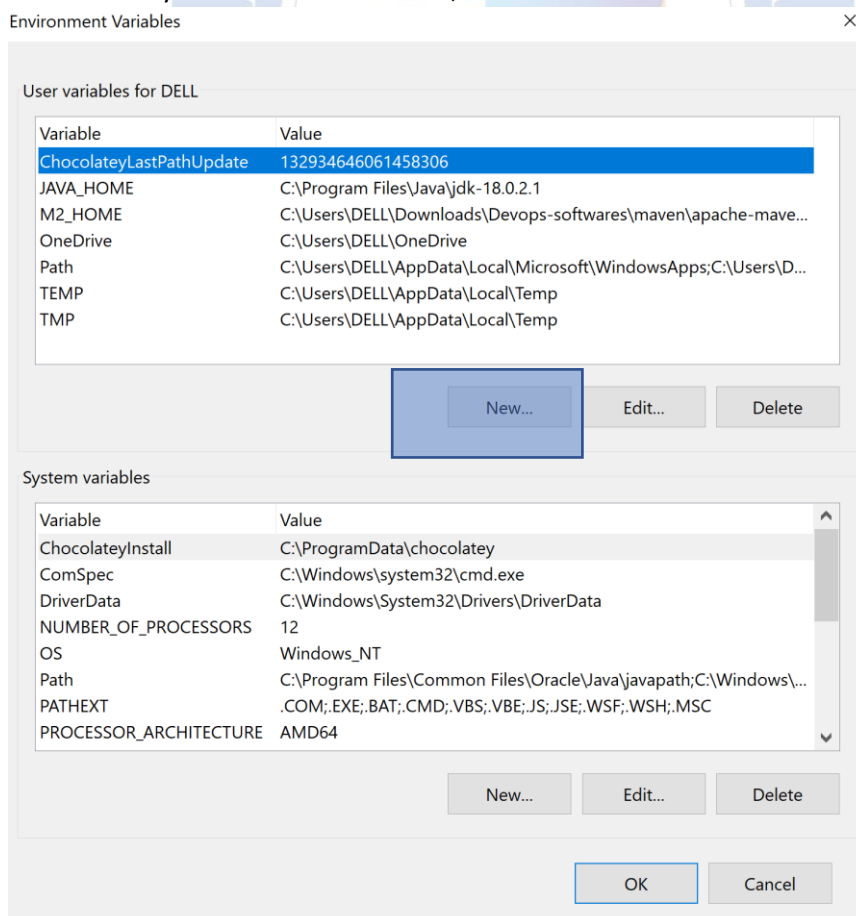 Environment Variables
User variables for DELL
Variable Value
ChocolateyLastPathUpdate 132934646061458306
JAVA_HOME C:\Program Files\Java\jdk-18.0.2.1
M2_HOME C:\Users\DELL\Downloads\Devops-softwares\maven\apache-mave...
OneDrive C:\Users\DELL\OneDrive
Path C:\Users\DELL\AppData\Local\Microsoft\WindowsApps;C:\Users\D...
TEMP C:\Users\DELL\AppData\Local\Temp
TMP C:\Users\DELL\AppData\Local\Temp
New... Edit... Delete
System variables
Variable Value
ChocolateyInstall C:\ProgramData\chocolatey
ComSpec C:\Windows\system32\cmd.exe
DriverData C:\Windows\System32\Drivers\DriverData
NUMBER_OF_PROCESSORS 12
OS Windows_NT
Path C:\Program Files\Common Files\Oracle\Java\javapath;C:\Windows\...
PATHEXT .COM;.EXE;.BAT;.CMD;.VBS;.VBE;.JS;.JSE;.WSF;.WSH;.MSC
PROCESSOR_ARCHITECTURE AMD64
New... Edit... Delete
OK Cancel